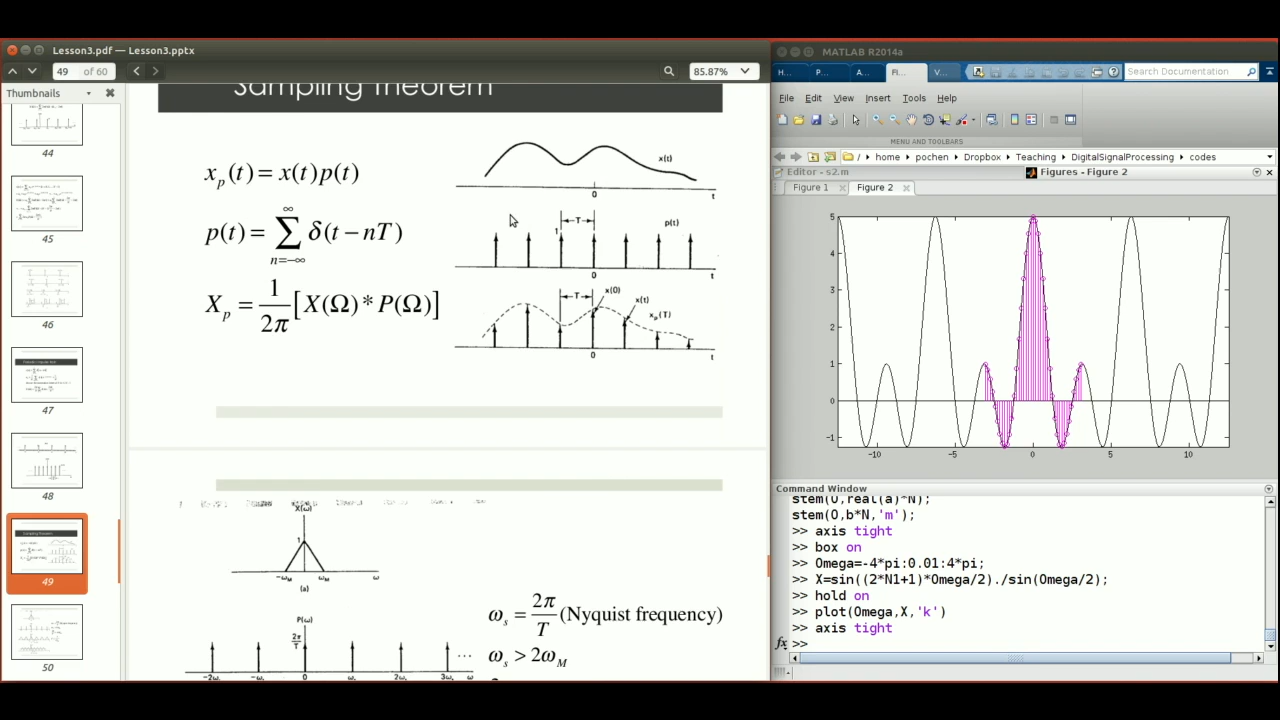 Lesson3.pdf — Lesson3.pptx
49 of 60
85.87%
Thumbnails
44
45
46
47
48
49
50
Sampling theorem
x_p(t) = x(t)p(t)
p(t) = ∑_{n=−∞}^{∞} δ(t − nT)
X_p = 1/2π [X(Ω) * P(Ω)]
x(t)
0
t
T
1
p(t)
0
t
T
x(0)
x(t)
x_p(T)
0
t
X(ω)
1
−ω_M
ω_M
ω
(a)
P(ω)
2π/T
−2ω_s
−ω_s
0
ω_s
2ω_s
3ω_s
ω
ω_s = 2π/T (Nyquist frequency)
ω_s > 2ω_M
MATLAB R2014a
H...
P...
A...
Fi...
V...
Search Documentation
File Edit View Insert Tools Help
MENU AND TOOLBARS
/ home pochen Dropbox Teaching DigitalSignalProcessing codes
Editor - s2.m
Figures - Figure 2
Figure 1
Figure 2
5
4
3
2
1
0
-1
-10
-5
0
5
10
Command Window
stem(O,real(a)*N);
stem(O,b*N,'m');
>> axis tight
>> box on
>> Omega=-4*pi:0.01:4*pi;
>> X=sin((2*N1+1)*Omega/2)./sin(Omega/2);
>> hold on
>> plot(Omega,X,'k')
>> axis tight
fx >>